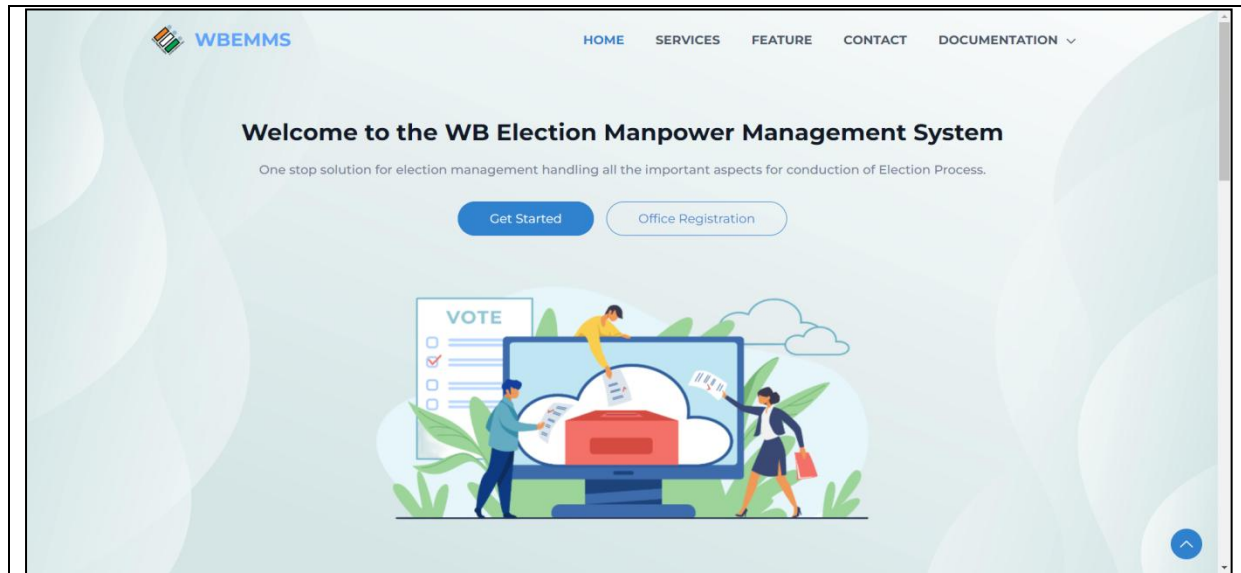 WBEMMS
HOME SERVICES FEATURE CONTACT DOCUMENTATION
Welcome to the WB Election Manpower Management System
One stop solution for election management handling all the important aspects for conduction of Election Process.
Get Started Office Registration
VOTE